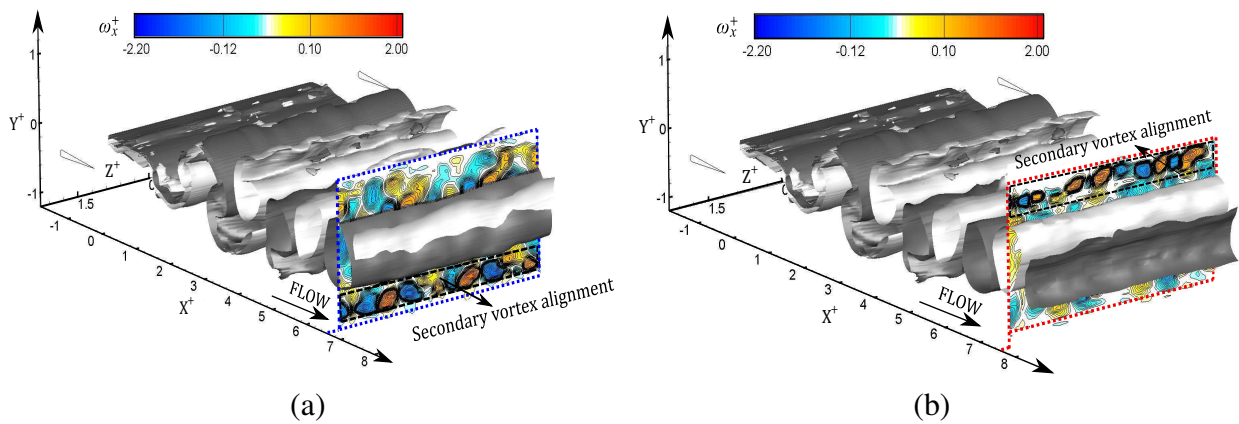 ωₓ⁺
-2.20 -0.12 0.10 2.00
1
Y⁺ 0
-1
Z⁺
1.5
-1 0 1 2 3 4 5 6 7 8
X⁺
FLOW
Secondary vortex alignment
(a)
ωₓ⁺
-2.20 -0.12 0.10 2.00
1
Y⁺ 0
-1
Z⁺
1.5
-1 0 1 2 3 4 5 6 7 8
X⁺
FLOW
Secondary vortex alignment
(b)